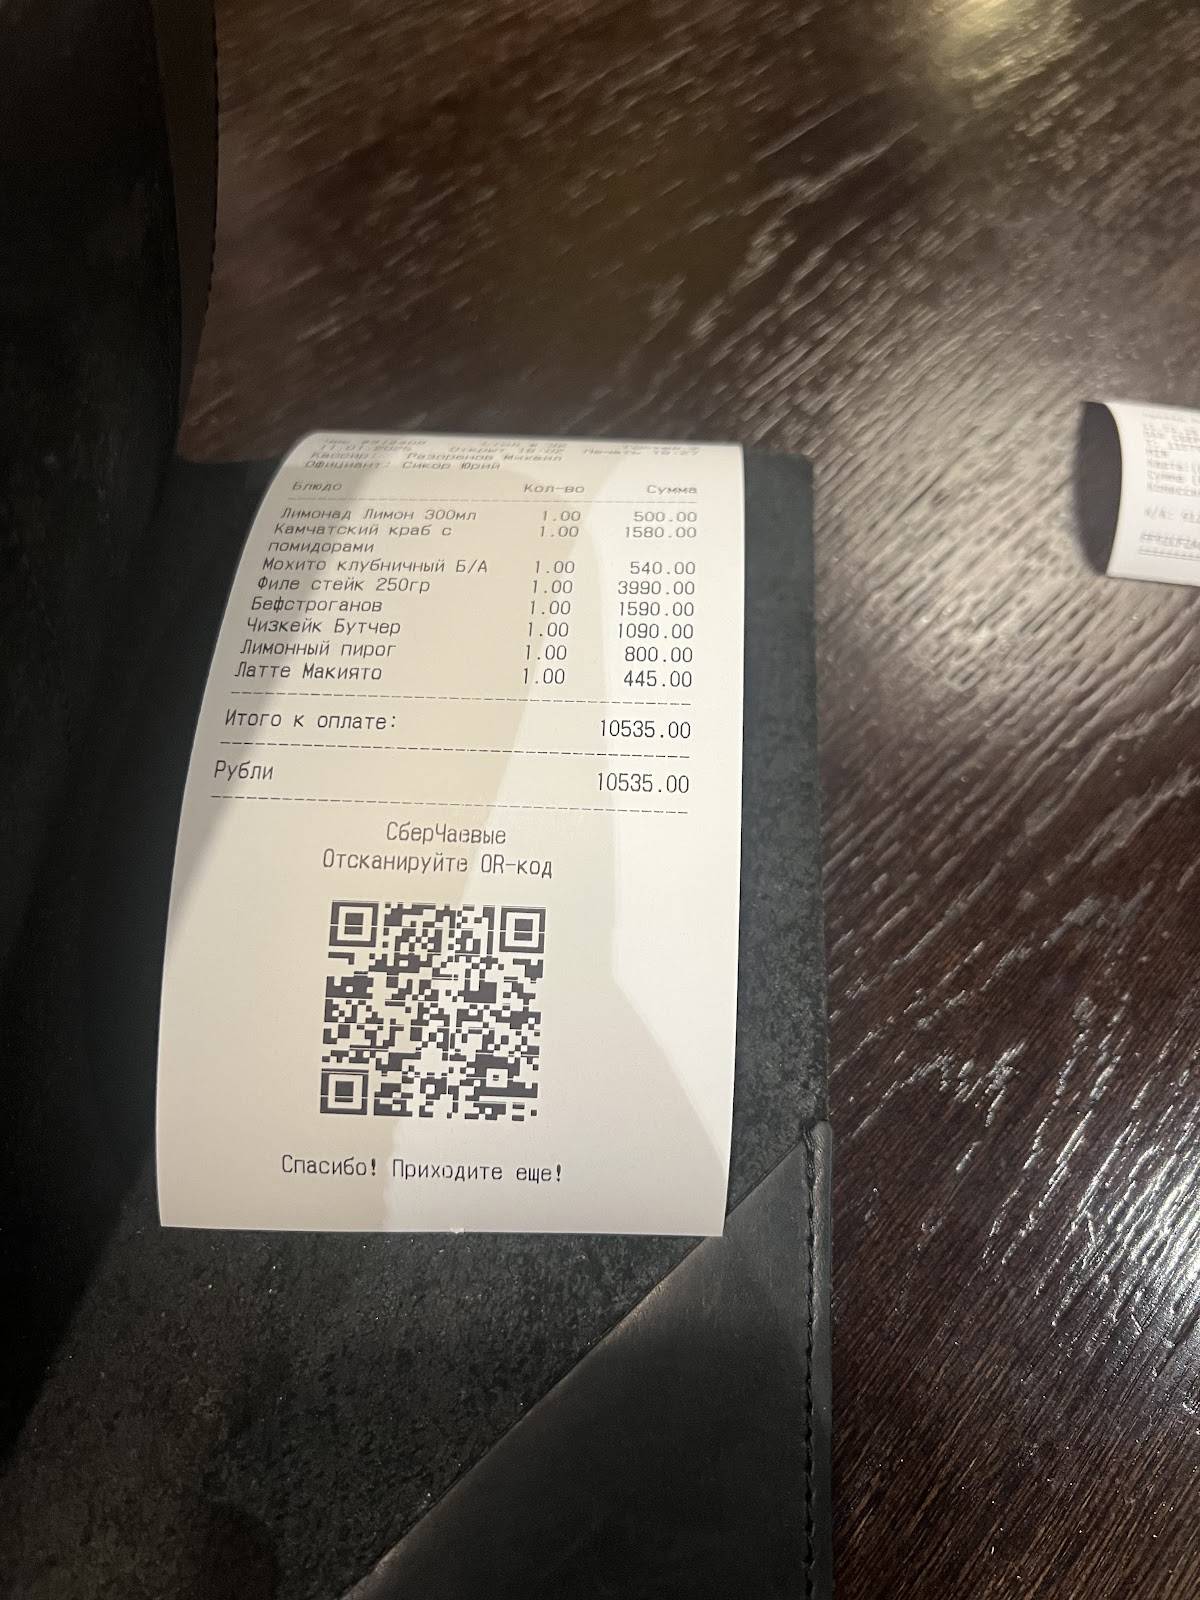 Официант: Сикор Юрий
Блюдо Кол-во Сумма
Лимонад Лимон 300мл 1.00 500.00
Камчатский краб с 1.00 1580.00
помидорами
Мохито клубничный Б/А 1.00 540.00
Филе стейк 250гр 1.00 3990.00
Бефстроганов 1.00 1590.00
Чизкейк Бутчер 1.00 1090.00
Лимонный пирог 1.00 800.00
Латте Макиято 1.00 445.00
Итого к оплате: 10535.00
Рубли 10535.00
СберЧаевые
Отсканируйте QR-код
Спасибо! Приходите еще!